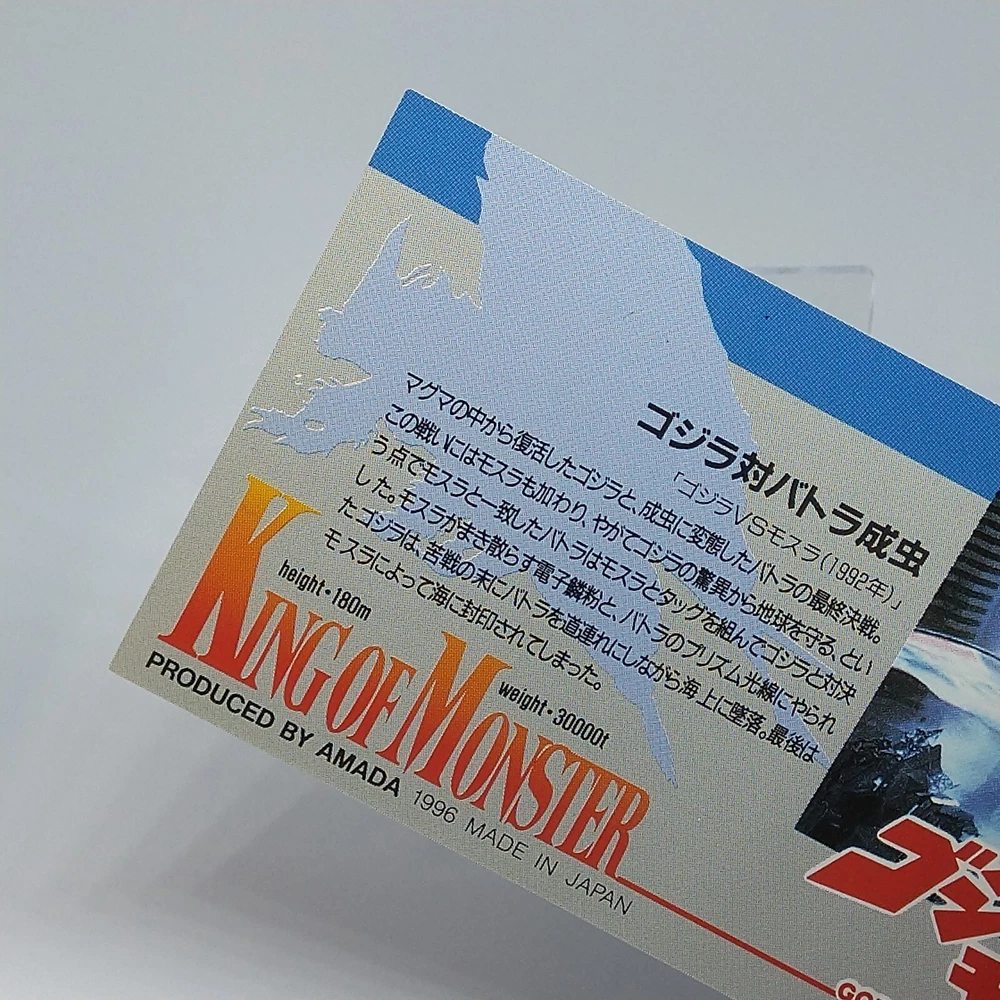 ゴジラ対バトラ成虫
「ゴジラVSモスラ(1992年)」
マグマの中から復活したゴジラと、成虫に変態したバトラの最終決戦。
この戦いにはモスラも加わり、やがてゴジラの驚異から地球を守る、とい
う点でモスラと一致したバトラはモスラとタッグを組んでゴジラと対決
した。モスラがまき散らす電子鱗粉と、バトラのプリズム光線にやられ
たゴジラは、苦戦の末にバトラを道連れにしながら海上に墜落。最後は
モスラによって海に封印されてしまった。
height・180m
weight・30000t
KING OF MONSTER
PRODUCED BY AMADA 1996 MADE IN JAPAN
ゴジ
GO